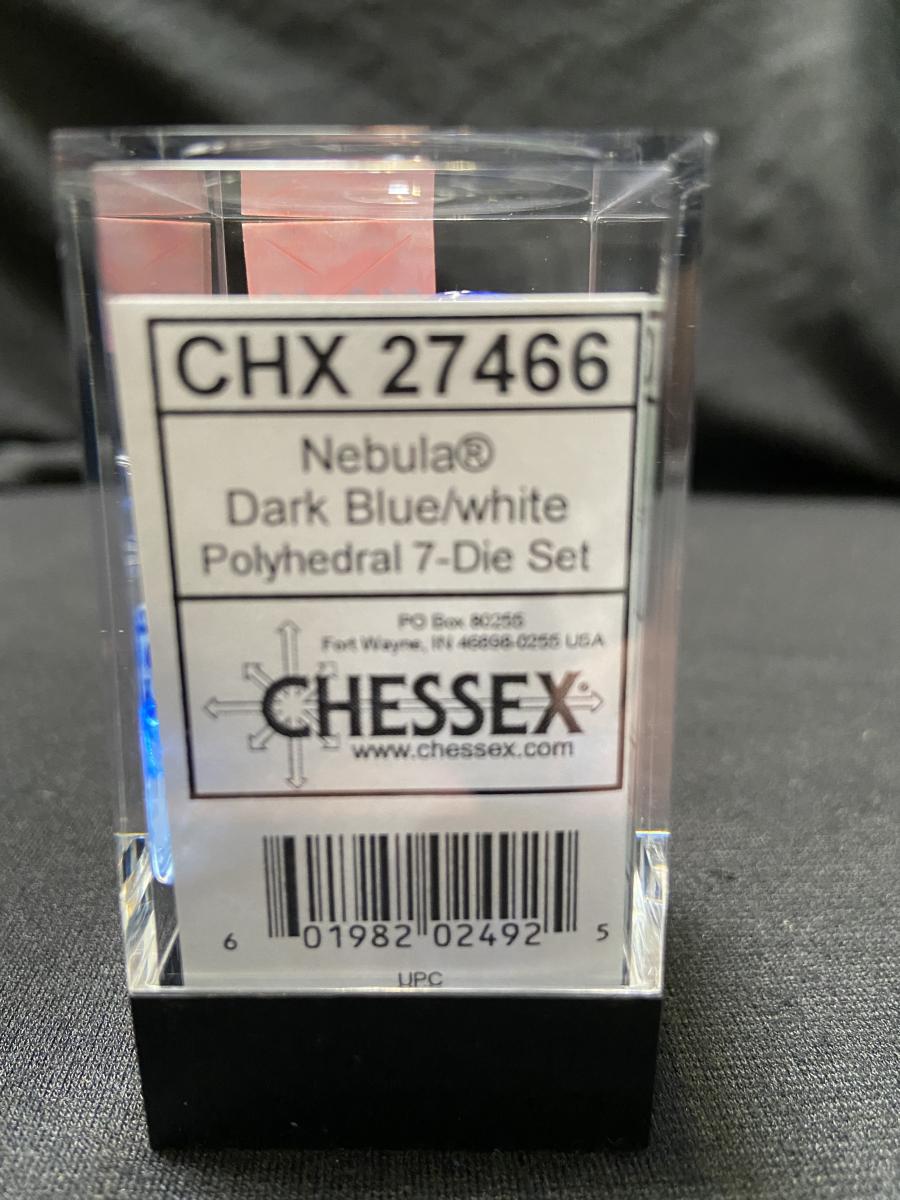 CHX 27466
Nebula®
Dark Blue/white
Polyhedral 7-Die Set
PO Box 80255
Fort Wayne, IN 46898-0255 USA
CHESSEX®
www.chessex.com
6 01982 02492 5
UPC